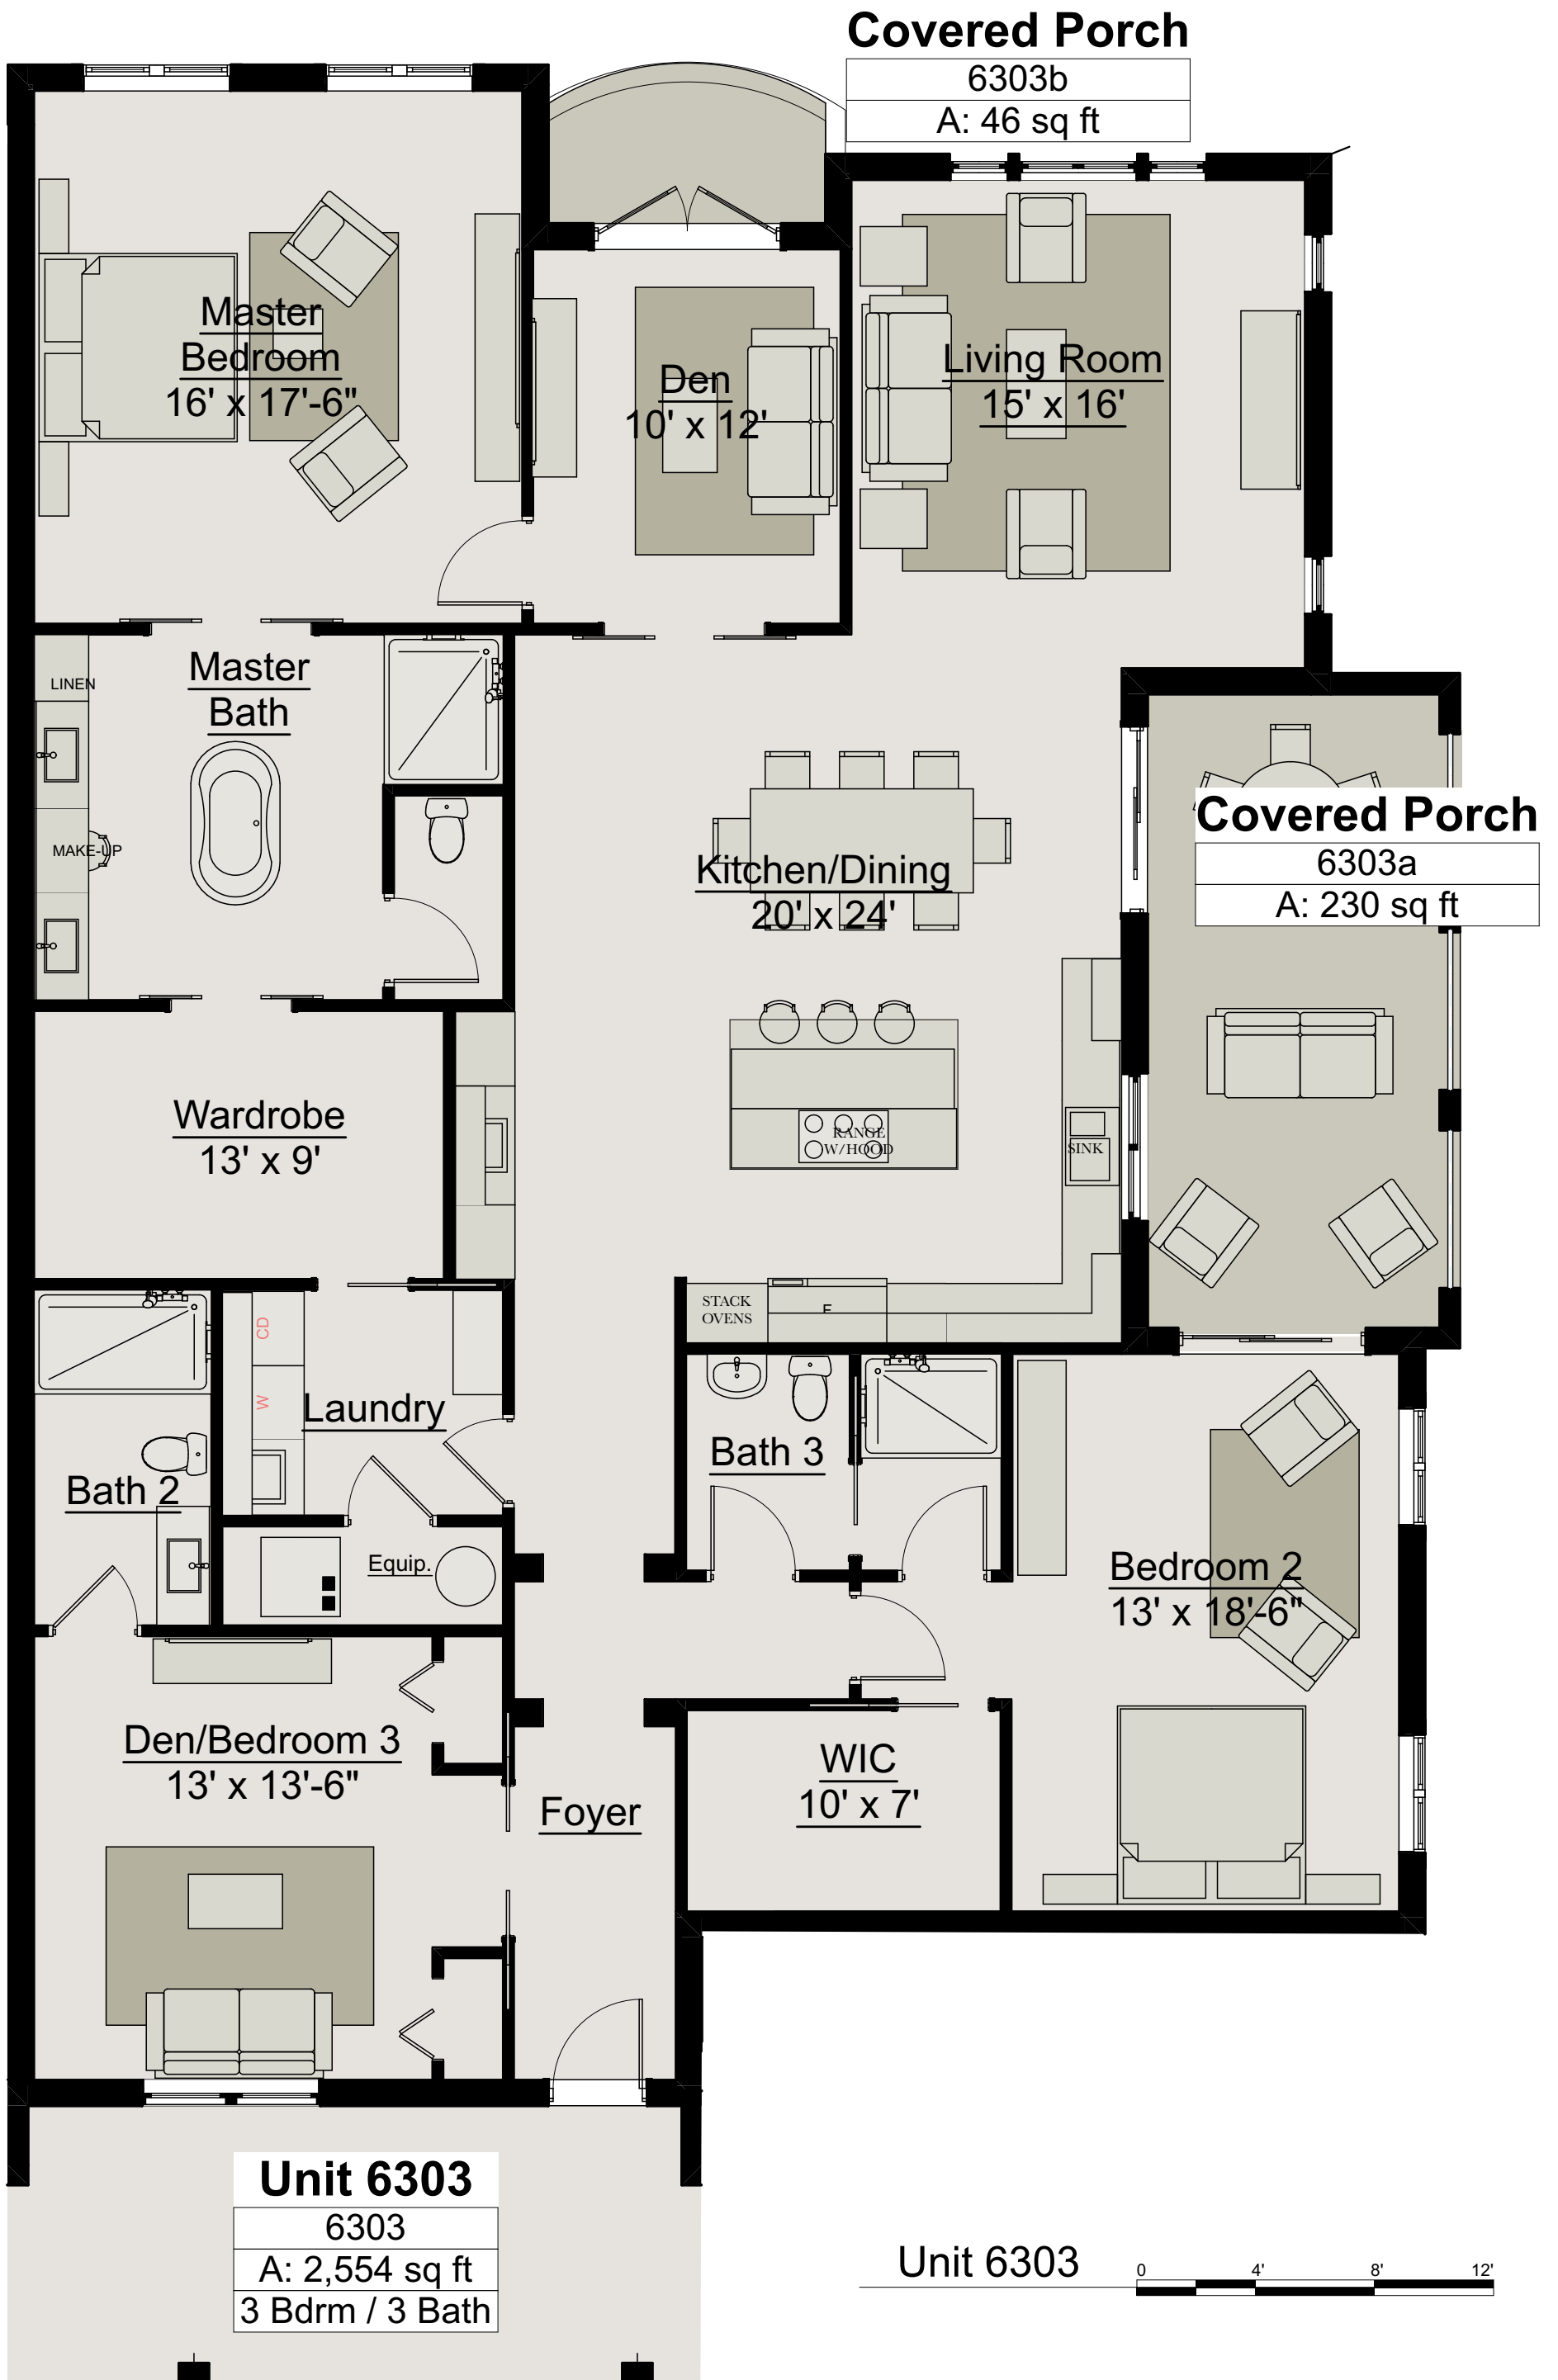 Covered Porch
6303b
A: 46 sq ft
Master
Bedroom
16' x 17'-6"
Den
10' x 12'
Living Room
15' x 16'
LINEN
Master
Bath
MAKE-UP
Kitchen/Dining
20' x 24'
Covered Porch
6303a
A: 230 sq ft
Wardrobe
13' x 9'
RANGE
W/HOOD
SINK
STACK
OVENS
F
CD
W
Laundry
Bath 2
Equip.
Bath 3
Bedroom 2
13' x 18'-6"
Den/Bedroom 3
13' x 13'-6"
Foyer
WIC
10' x 7'
Unit 6303
6303
A: 2,554 sq ft
3 Bdrm / 3 Bath
Unit 6303
0 4' 8' 12'